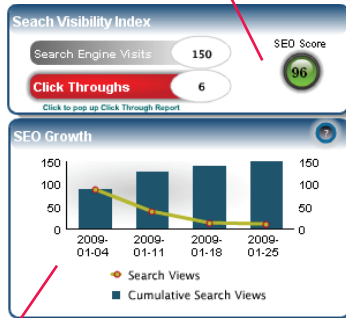 Seach Visibility Index
Search Engine Visits 150
SEO Score
96
Click Throughs 6
Click to pop up Click Through Report
SEO Growth ?
150 150
100 100
50 50
0 0
2009-01-04 2009-01-11 2009-01-18 2009-01-25
Search Views
Cumulative Search Views